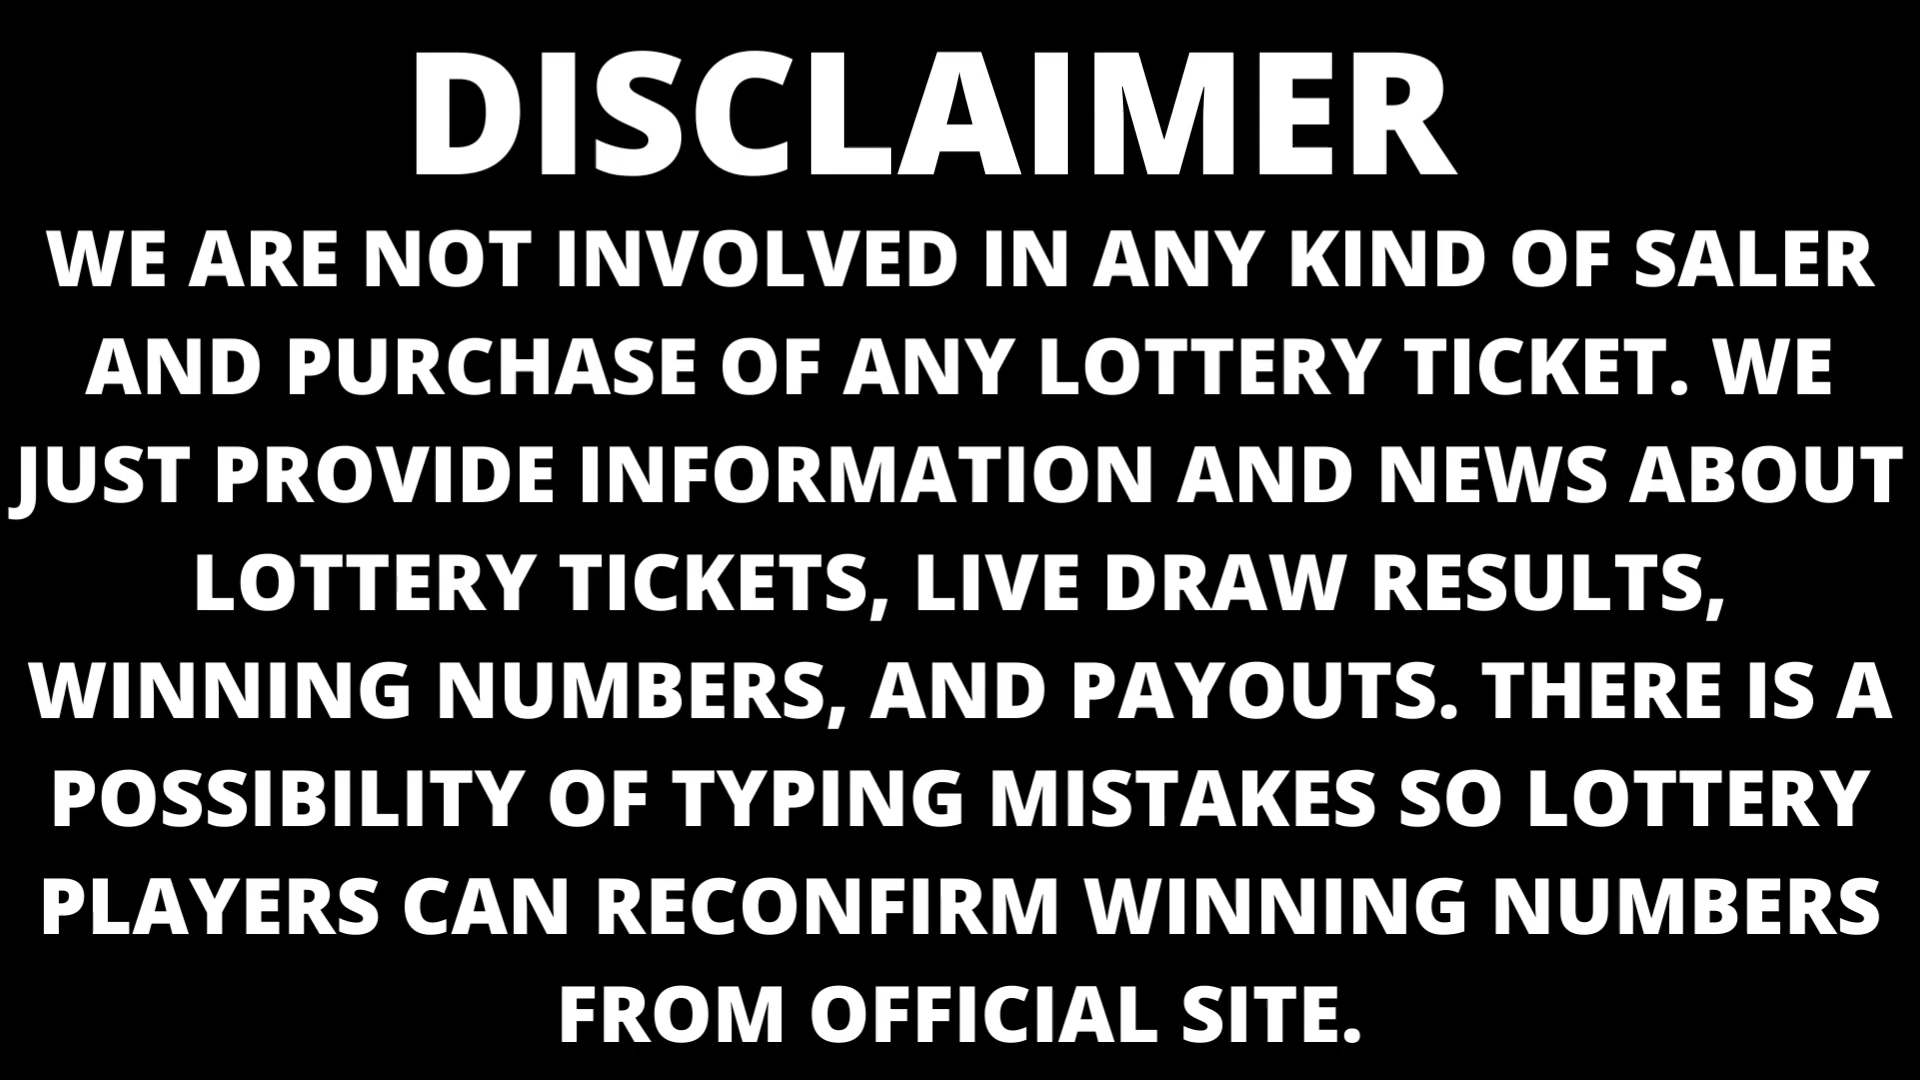 DISCLAIMER
WE ARE NOT INVOLVED IN ANY KIND OF SALER
AND PURCHASE OF ANY LOTTERY TICKET. WE
JUST PROVIDE INFORMATION AND NEWS ABOUT
LOTTERY TICKETS, LIVE DRAW RESULTS,
WINNING NUMBERS, AND PAYOUTS. THERE IS A
POSSIBILITY OF TYPING MISTAKES SO LOTTERY
PLAYERS CAN RECONFIRM WINNING NUMBERS
FROM OFFICIAL SITE.